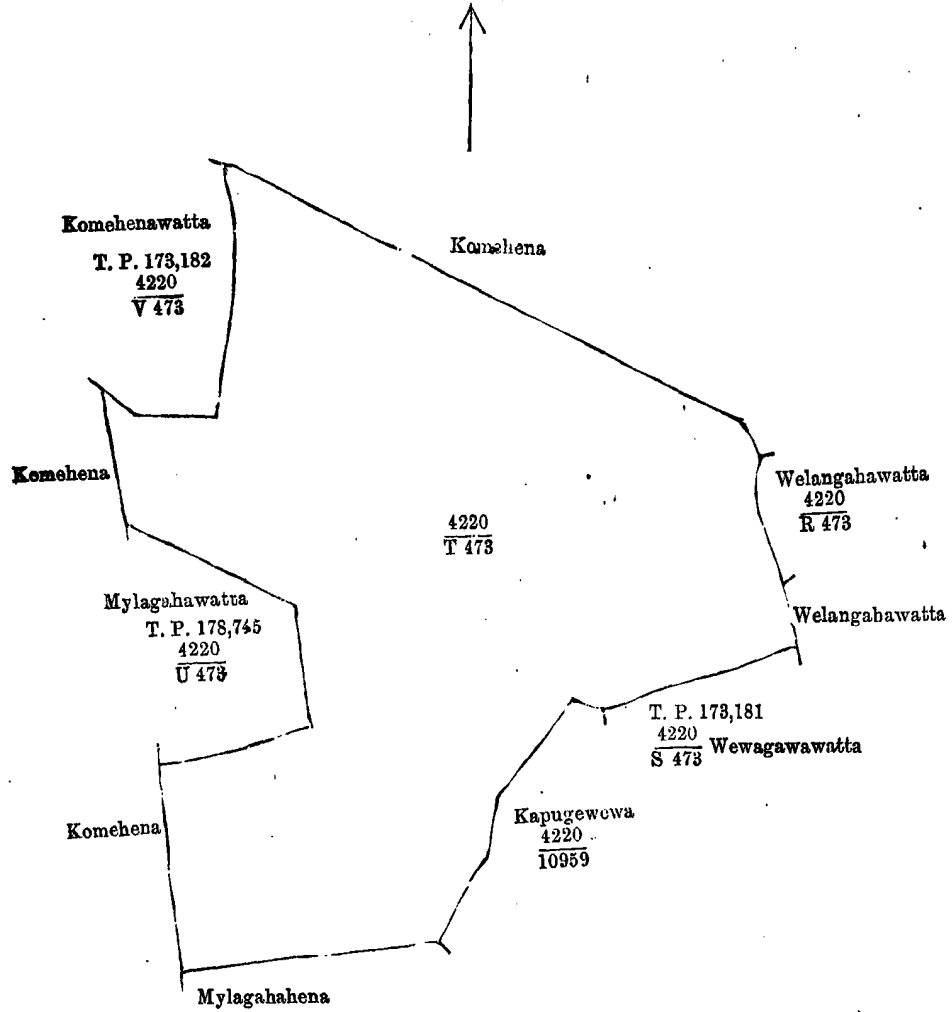 Komehenawatta
T. P. 173,182
4220
V 473
Komehena
Komehena
Welangahawatta
4220
R 473
4220
T 473
Mylagahawatta
T. P. 178,745
4220
U 473
Welangahawatta
T. P. 173,181
4220
S 473 Wewagawawatta
Kapugewewa
4220
10959
Komehena
Mylagahahena